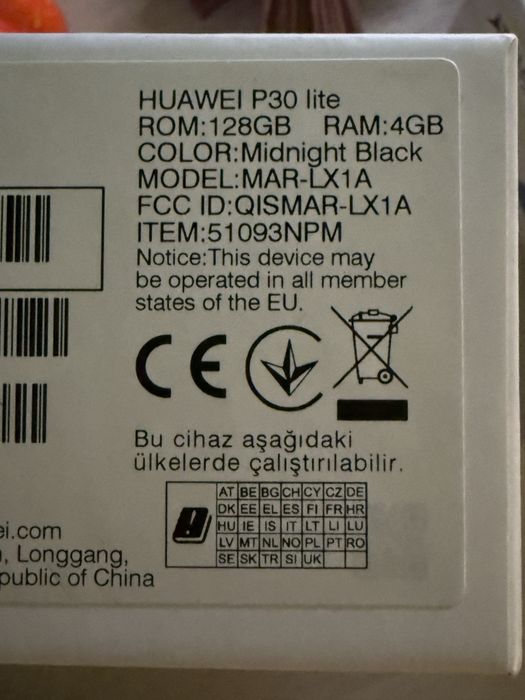 HUAWEI P30 lite
ROM:128GB RAM:4GB
COLOR:Midnight Black
MODEL:MAR-LX1A
FCC ID:QISMAR-LX1A
ITEM:51093NPM
Notice:This device may
be operated in all member
states of the EU.
CE
Bu cihaz aşağıdaki
ülkelerde çalıştırılabilir.
AT BE BG CH CY CZ DE
DK EE EL ES FI FR HR
HU IE IS IT LT LI LU
LV MT NL NO PL PT RO
SE SK TR SI UK
ei.com
, Longgang,
public of China